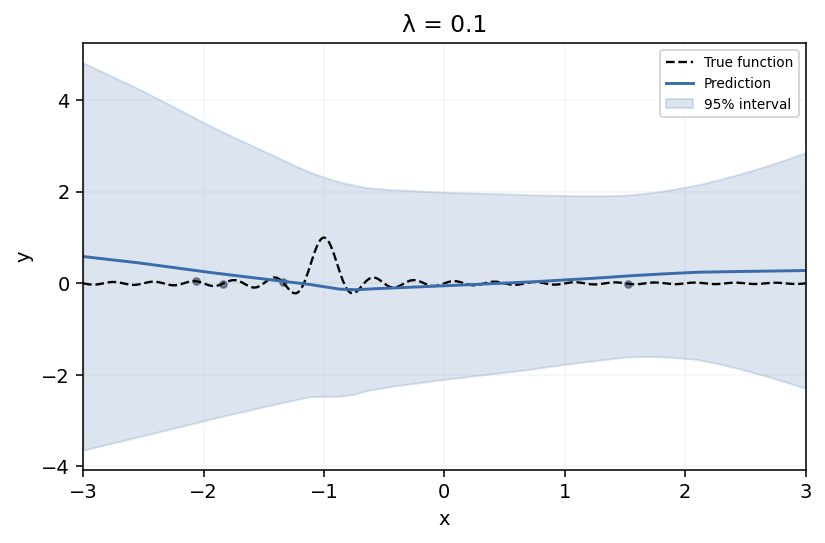 λ = 0.1
True function
Prediction
95% interval
y
4
2
0
−2
−4
−3
−2
−1
0
1
2
3
x